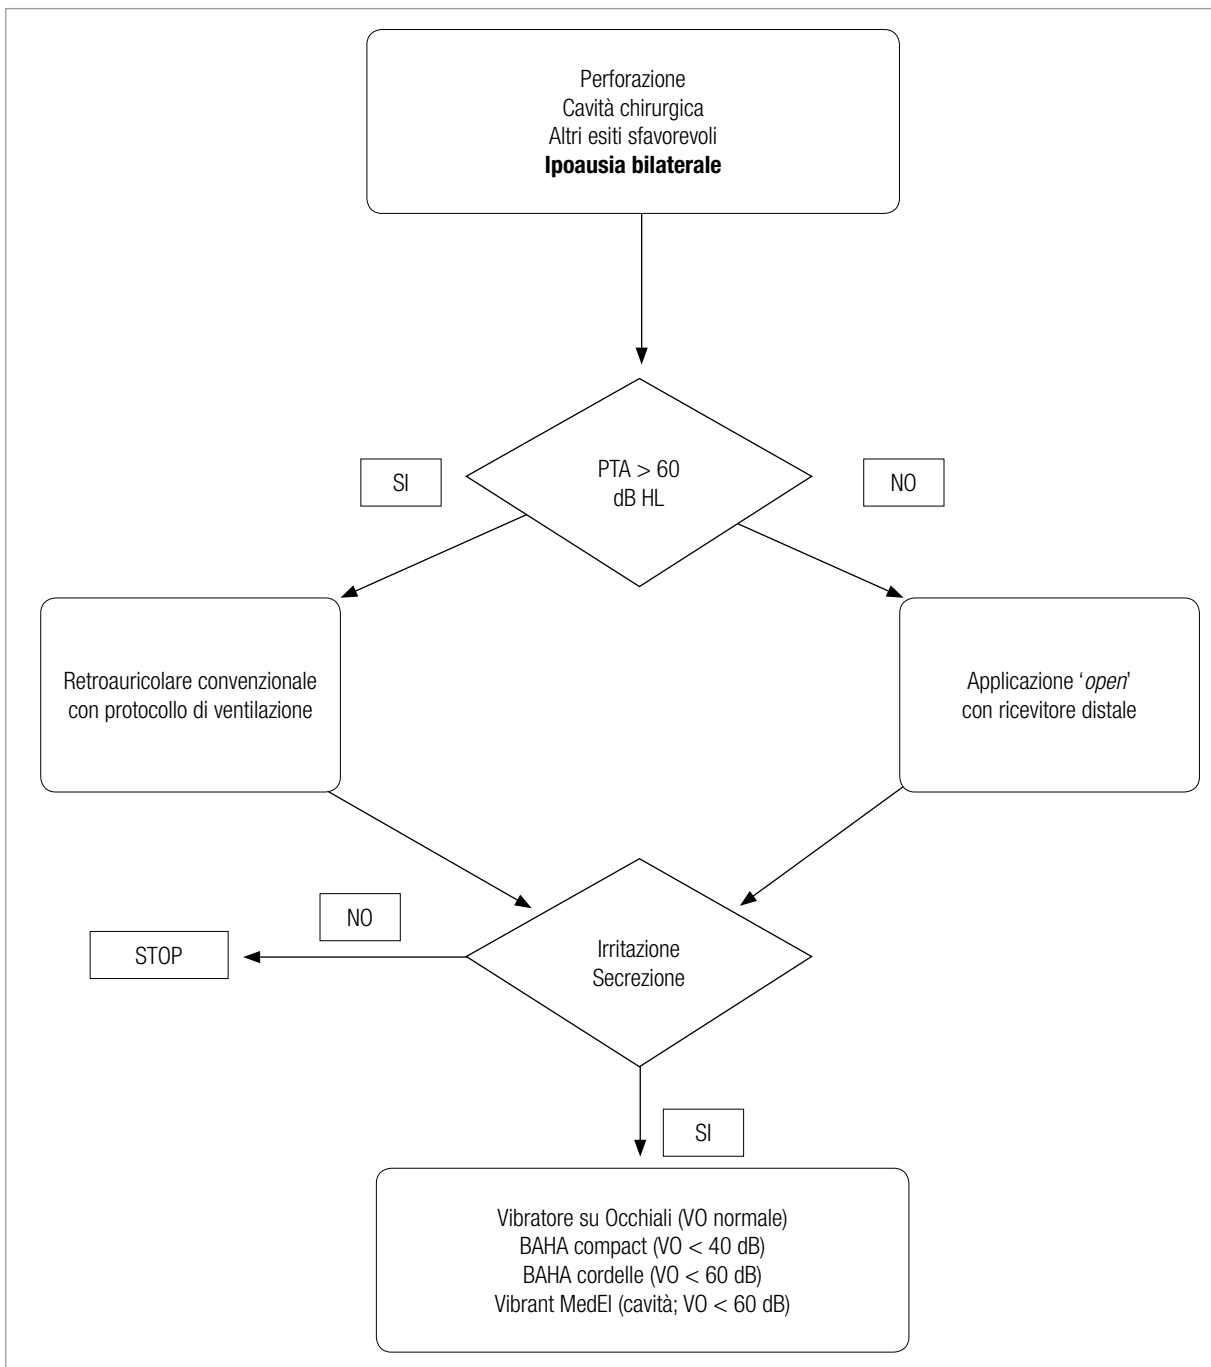 Perforazione
Cavità chirurgica
Altri esiti sfavorevoli
Ipoausia bilaterale
PTA > 60
dB HL
SI
NO
Retroauricolare convenzionale
con protocollo di ventilazione
Applicazione ‘open’
con ricevitore distale
Irritazione
Secrezione
NO
STOP
SI
Vibratore su Occhiali (VO normale)
BAHA compact (VO < 40 dB)
BAHA cordelle (VO < 60 dB)
Vibrant MedEl (cavità; VO < 60 dB)